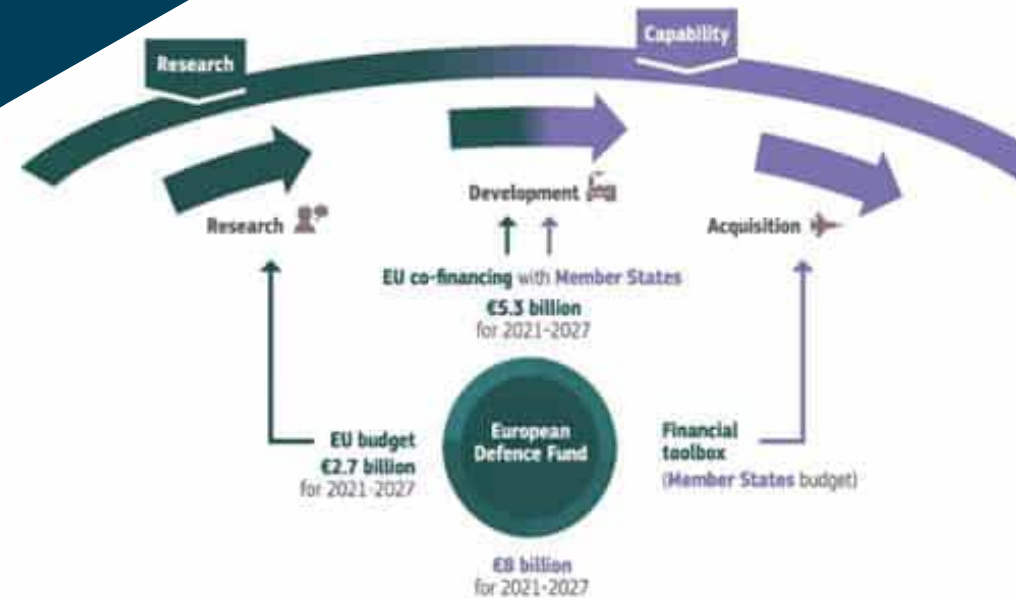 Research
Capability
Research
Development
Acquisition
EU co-financing with Member States
€5.3 billion
for 2021-2027
European
Defence Fund
EU budget
€2.7 billion
for 2021-2027
Financial
toolbox
(Member States budget)
€8 billion
for 2021-2027